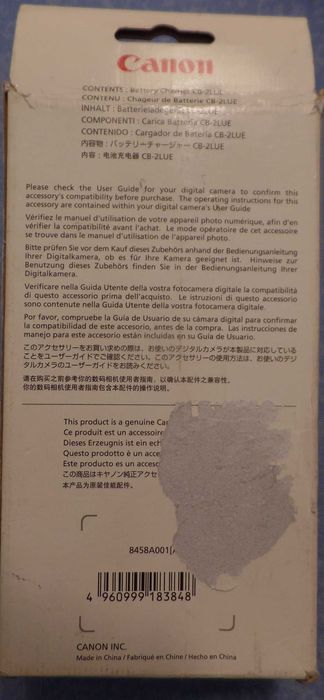 Canon
CONTENTS : Battery Charger CB-2LUE
CONTENU : Chageur de Batterie CB-2LUE
INHALT : Batterieladegerät CB-2LUE
COMPONENTI : Carica Batteria CB-2LUE
CONTENIDO : Cargador de Bateria CB-2LUE
内容物 : バッテリーチャージャー CB-2LUE
内容 : 电池充电器 CB-2LUE
Please check the User Guide for your digital camera to confirm this
accessory's compatibility before purchase. The operating instructions for this
accessory are contained within your digital camera's User Guide
Vérifiez le manuel d'utilisation de votre appareil photo numérique, afin d'en
vérifier la compatibilité avant l'achat. Le mode opératoire de cet accessoire
se trouve dans le manuel d'utilisation de l'appareil photo.
Bitte prüfen Sie vor dem Kauf dieses Zubehörs anhand der Bedienungsanleitung
Ihrer Digitalkamera, ob es für Ihre Kamera geeignet ist. Hinweise zur
Benutzung dieses Zubehörs finden Sie in der Bedienungsanleitung Ihrer
Digitalkamera.
Verificare nella Guida Utente della vostra fotocamera digitale la compatibilità
di questo accessorio prima dell'acquisto. Le istruzioni di questo accessorio
sono contenute nella Guida Utente della vostra fotocamera digitale.
Por favor, compruebe la Guía de Usuario de su cámara digital para confirmar
la compatibilidad de este accesorio, antes de la compra. Las instrucciones de
manejo para este accesorio están incluidas en su Guía de Usuario.
このアクセサリーをお買い求めの際は、お使いのデジタルカメラが本製品に対応している
ことをユーザーガイドでご確認ください。このアクセサリーの使用方法は、お使いのデジ
タルカメラのユーザーガイドをお読みください。
请在购买之前参考你的数码相机使用者指南，以确认本配件之兼容性。
你的数码相机使用者指南包含本配件的操作说明。
This product is a genuine Ca
Ce produit est un accessoire
Dieses Erzeugnis ist ein ech
Questo prodotto è un acce
Este producto es un acces
この商品はキヤノン純正アクセ
本产品为原装佳能配件。
8458A001[A
4 960999 183848
CANON INC.
Made in China / Fabriqué en Chine / Hecho en China